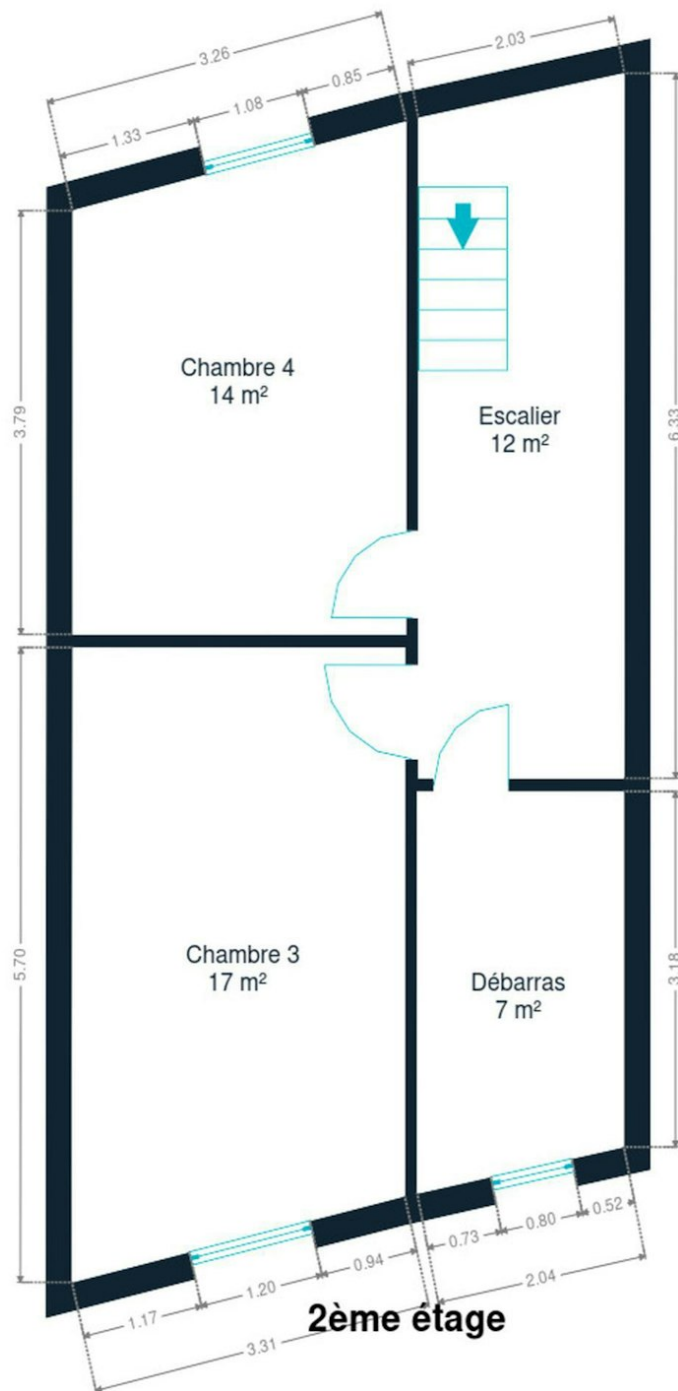 3.26
2.03
1.33
1.08
0.85
Chambre 4
14 m²
3.79
Escalier
12 m²
6.33
Chambre 3
17 m²
5.70
Débarras
7 m²
3.18
1.17
1.20
0.94
0.73
0.80
0.52
3.31
2.04
2ème étage